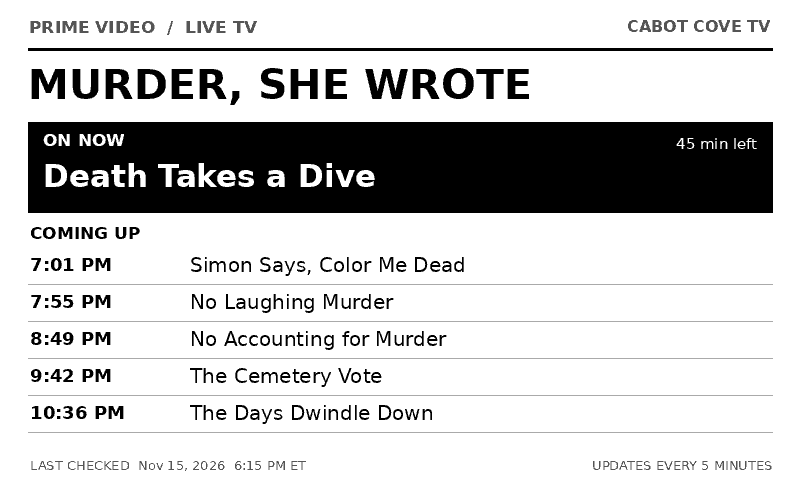 PRIME VIDEO / LIVE TV
CABOT COVE TV
MURDER, SHE WROTE
ON NOW
45 min left
Death Takes a Dive
COMING UP
7:01 PM Simon Says, Color Me Dead
7:55 PM No Laughing Murder
8:49 PM No Accounting for Murder
9:42 PM The Cemetery Vote
10:36 PM The Days Dwindle Down
LAST CHECKED Nov 15, 2026 6:15 PM ET
UPDATES EVERY 5 MINUTES